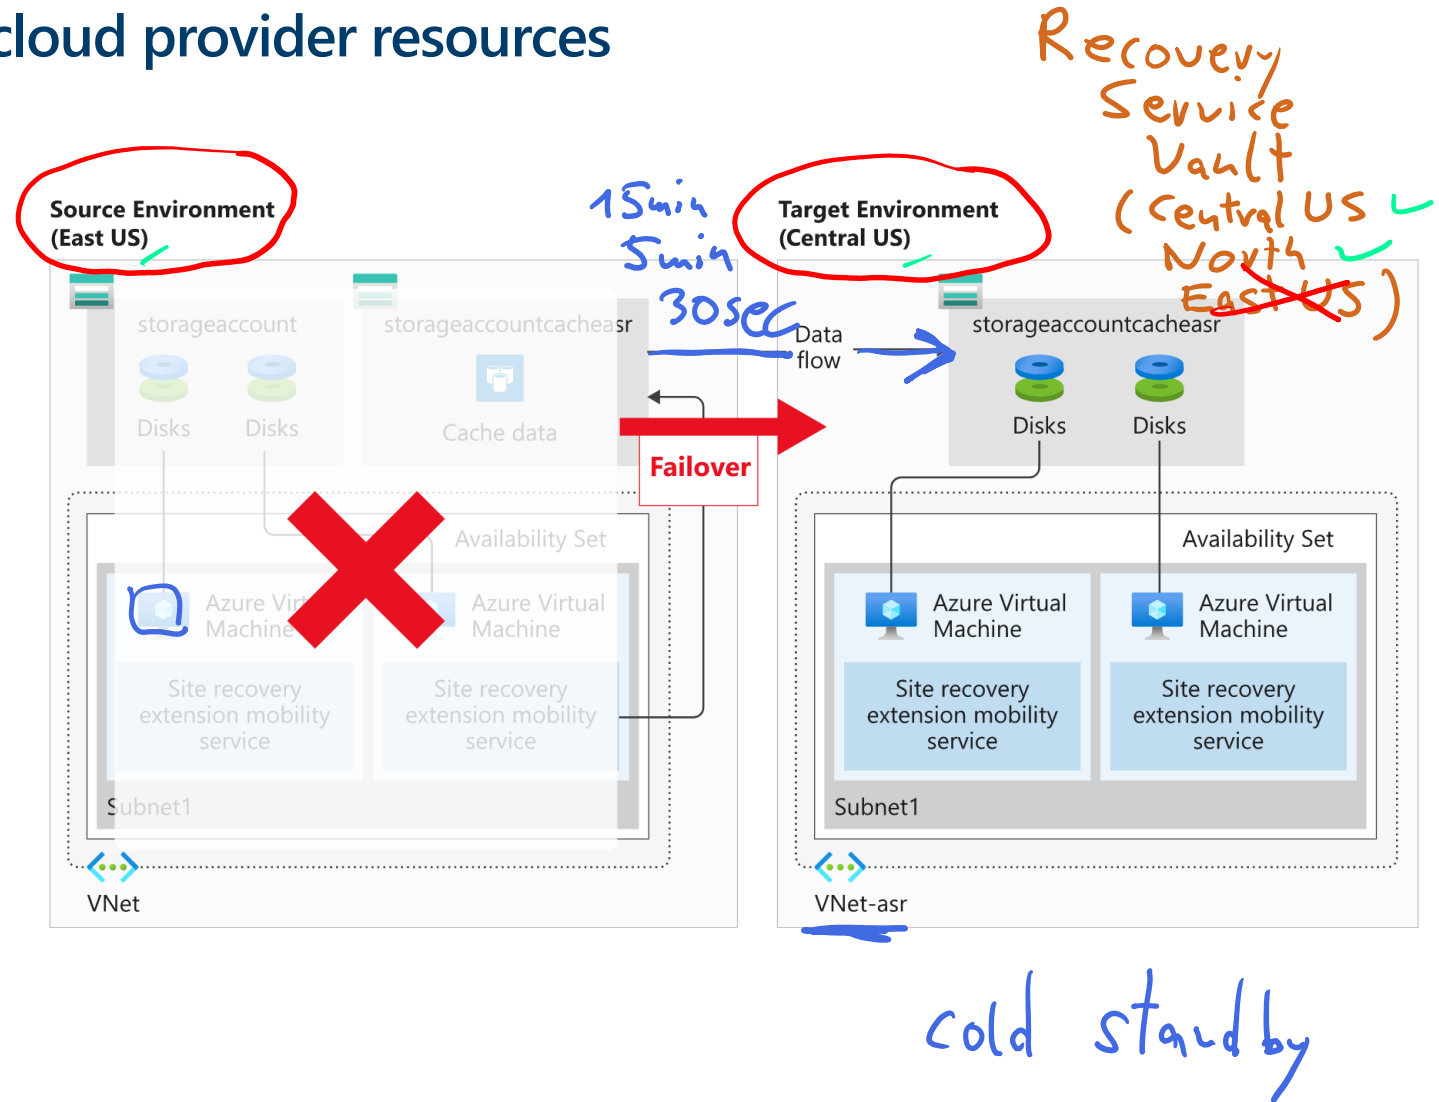 cloud provider resources
Recovery
Service
Vault
(Central US
North
East US)
Source Environment
(East US)
15min
5min
30sec
Target Environment
(Central US)
storageaccount
storageaccountcacheasr
Data
flow
storageaccountcacheasr
Disks
Disks
Cache data
Disks
Disks
Failover
Availability Set
Availability Set
Azure Virt
Machine
Azure Virtual
Machine
Azure Virtual
Machine
Azure Virtual
Machine
Site recovery
extension mobility
service
Site recovery
extension mobility
service
Site recovery
extension mobility
service
Site recovery
extension mobility
service
Subnet1
Subnet1
VNet
VNet-asr
cold standby